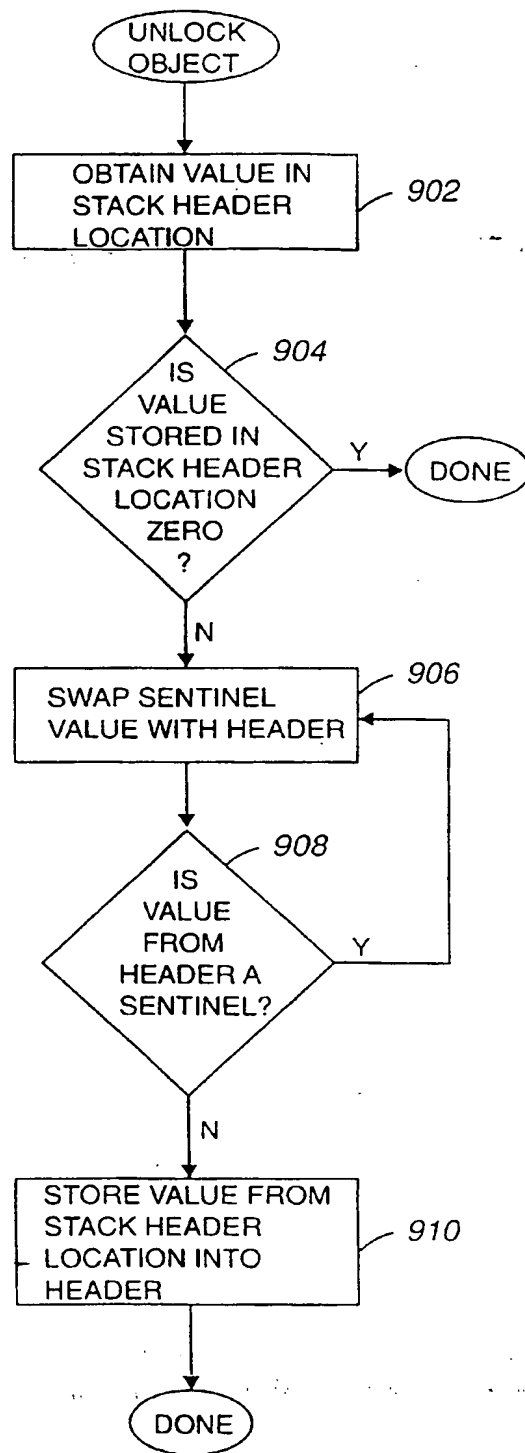 UNLOCK
OBJECT
OBTAIN VALUE IN
STACK HEADER
LOCATION
902
904
IS
VALUE
STORED IN
STACK HEADER
LOCATION
ZERO
?
Y
DONE
N
906
SWAP SENTINEL
VALUE WITH HEADER
908
IS
VALUE
FROM
HEADER A
SENTINEL?
Y
N
STORE VALUE FROM
STACK HEADER
LOCATION INTO
HEADER
910
DONE